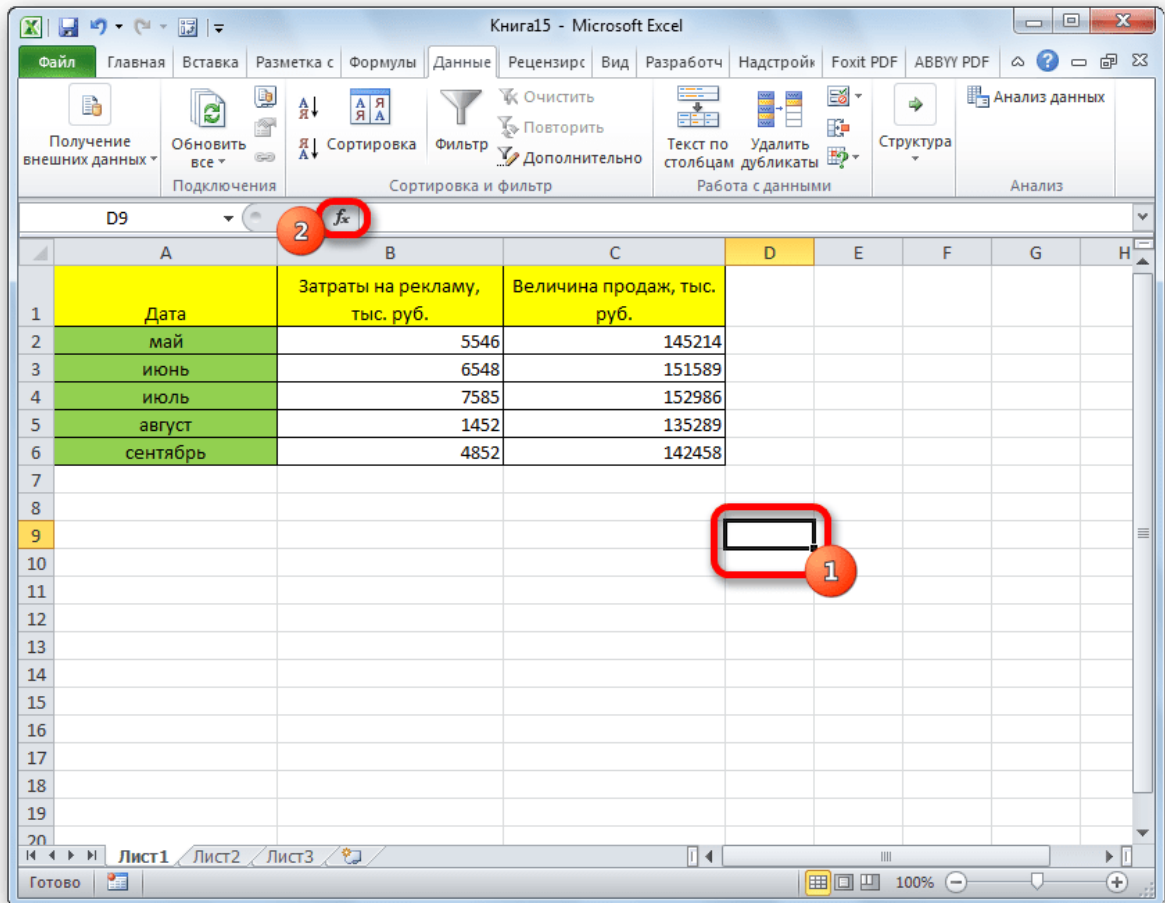 Книга15 - Microsoft Excel
Файл Главная Вставка Разметка с Формулы Данные Рецензирс Вид Разработч Надстройк Foxit PDF ABBYY PDF
Получение внешних данных
Обновить все
Подключения
Сортировка
Фильтр
Очистить
Повторить
Дополнительно
Сортировка и фильтр
Текст по столбцам
Удалить дубликаты
Работа с данными
Структура
Анализ данных
Анализ
D9 2 fx
A B C D E F G H
1 Дата Затраты на рекламу, тыс. руб. Величина продаж, тыс. руб.
2 май 5546 145214
3 июнь 6548 151589
4 июль 7585 152986
5 август 1452 135289
6 сентябрь 4852 142458
7
8
9
1
10
11
12
13
14
15
16
17
18
19
20
Лист1 Лист2 Лист3
Готово 100%